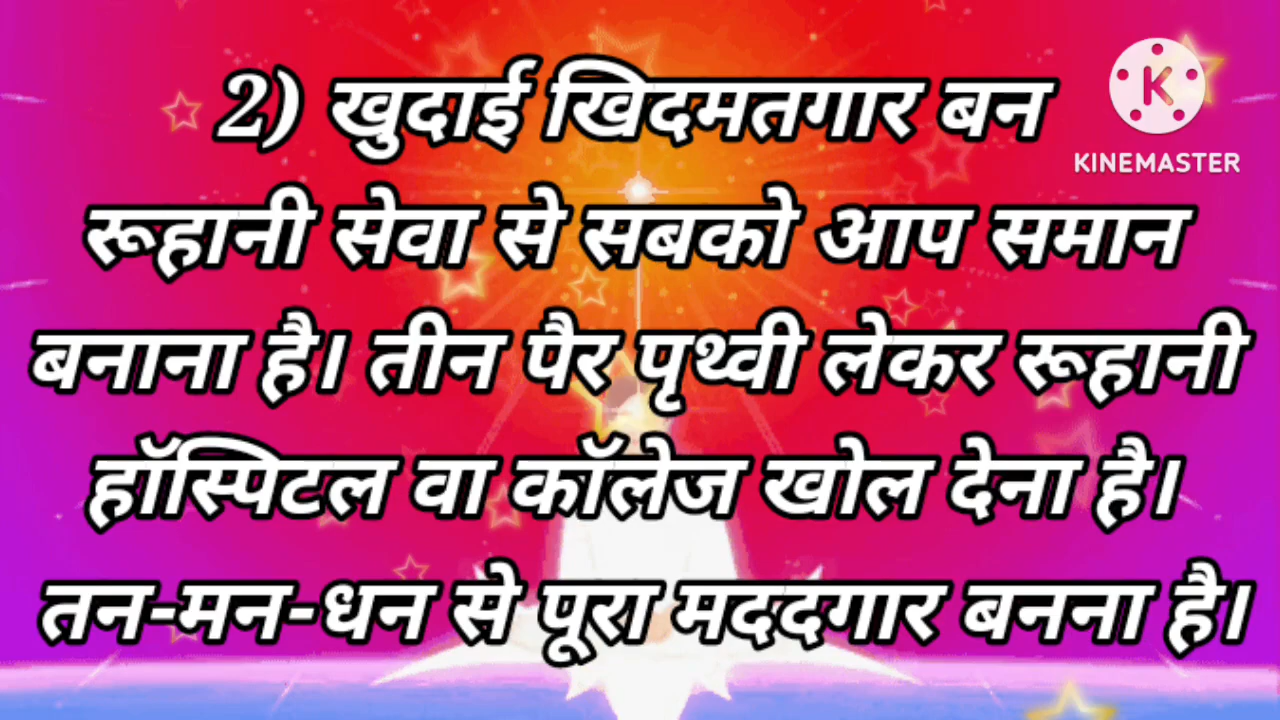 2) खुदाई खिदमतगार बन
K
KINEMASTER
रूहानी सेवा से सबको आप समान
बनाना है। तीन पैर पृथ्वी लेकर रूहानी
हॉस्पिटल वा कॉलेज खोल देना है।
तन-मन-धन से पूरा मददगार बनना है।